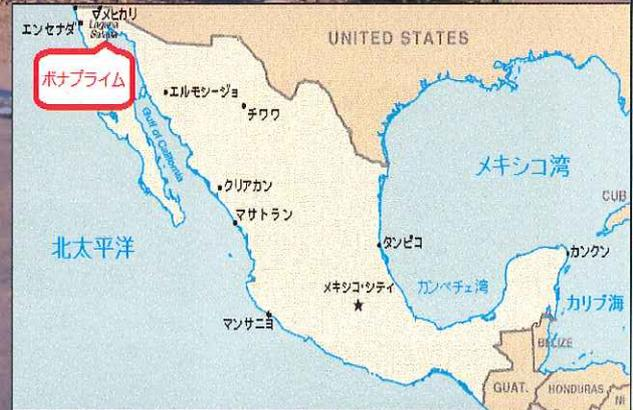 メヒカリ
エンセナダ
Laguna
Salada
UNITED STATES
ボナプライム
エルモシージョ
チワワ
Gulf of California
メキシコ湾
クリアカン
CUB
マサトラン
北太平洋
タンピコ
カンクン
メキシコ・シティ
カンペチェ湾
カリブ海
マンサニヨ
BELIZE
GUAT.
HONDURAS
NI